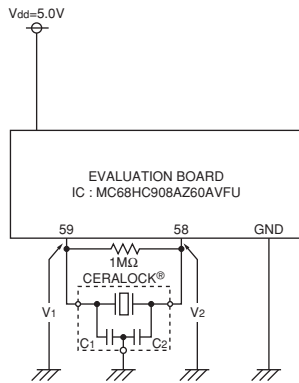 Vdd=5.0V
EVALUATION BOARD
IC : MC68HC908AZ60AVFU
59 58 GND
1MΩ
CERALOCK®
V1 V2
C1 C2